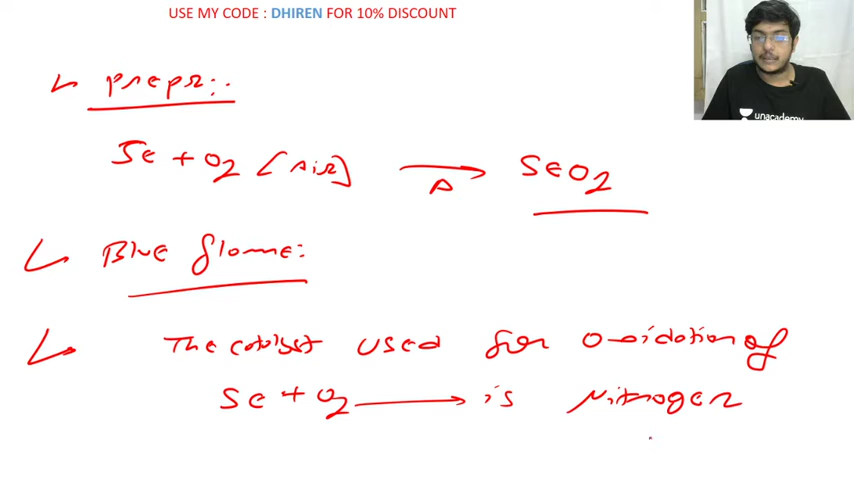 USE MY CODE : DHIREN FOR 10% DISCOUNT
unacademy
Prepr:.
Se + O2 [Air] → Δ SeO2
Blue flame:
The catalyst used for Oxidation of
Se + O2 → is Nitrogen